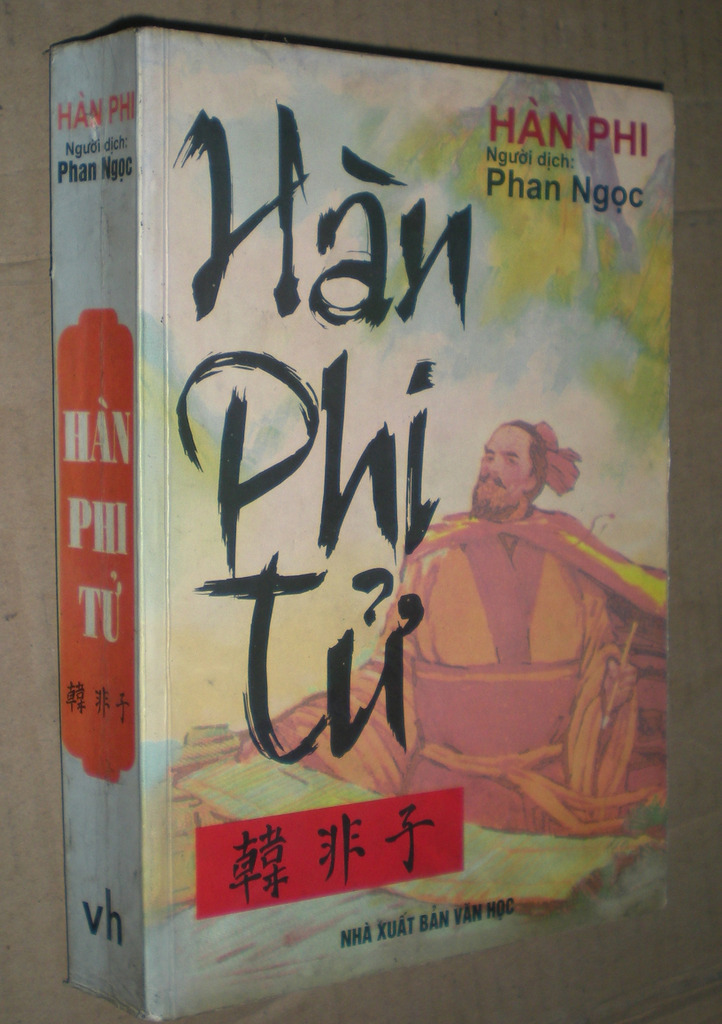 HÀN PHI
Người dịch:
Phan Ngọc
HÀN
PHI
TỬ
韓非子
vh
HÀN PHI
Người dịch:
Phan Ngọc
Hàn
Phi
Tử
韓非子
NHÀ XUẤT BẢN VĂN HỌC